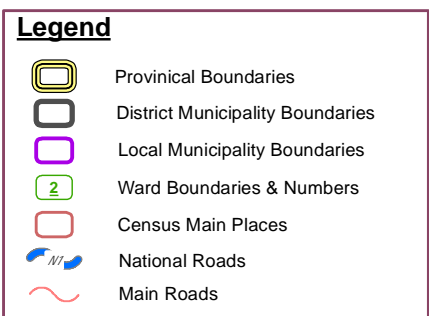 Legend
Provinical Boundaries
District Municipality Boundaries
Local Municipality Boundaries
2 Ward Boundaries & Numbers
Census Main Places
N1 National Roads
Main Roads